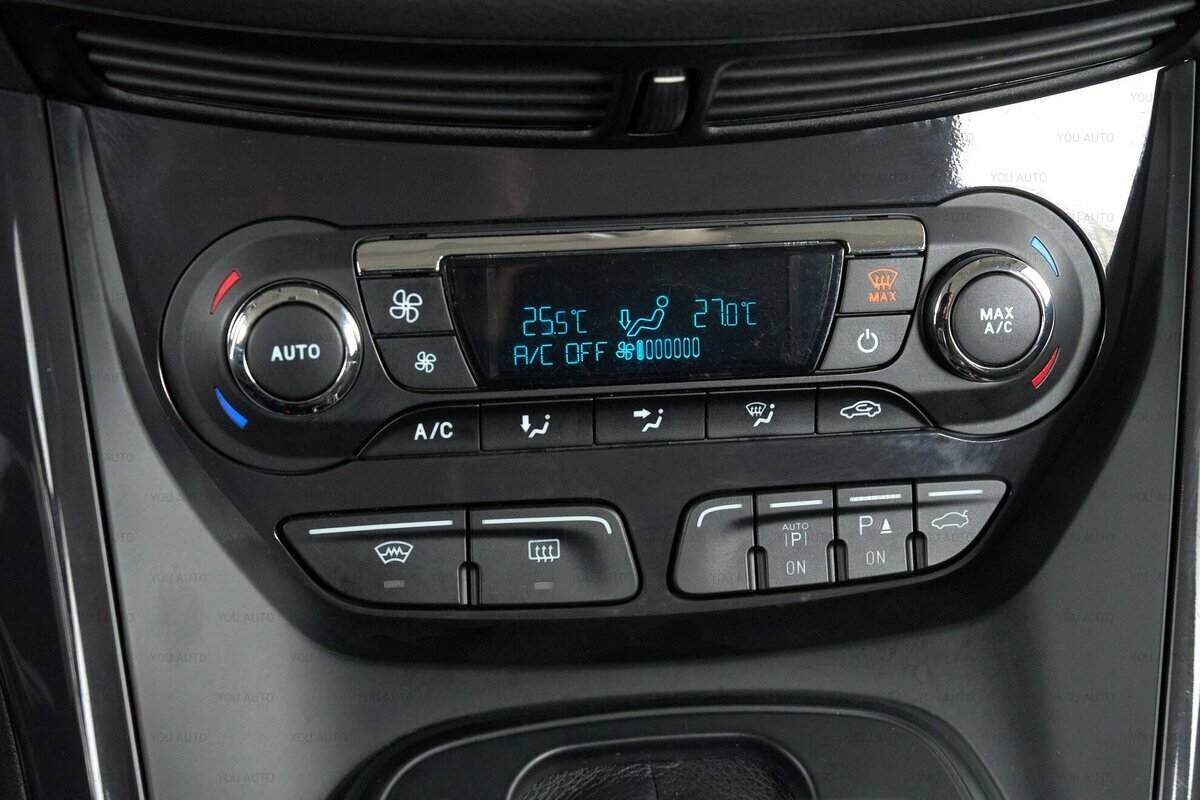 25.5°C
27.0°C
A/C OFF
AUTO
MAX
MAX
A/C
A/C
AUTO
P
ON
P
ON
YOU AUTO